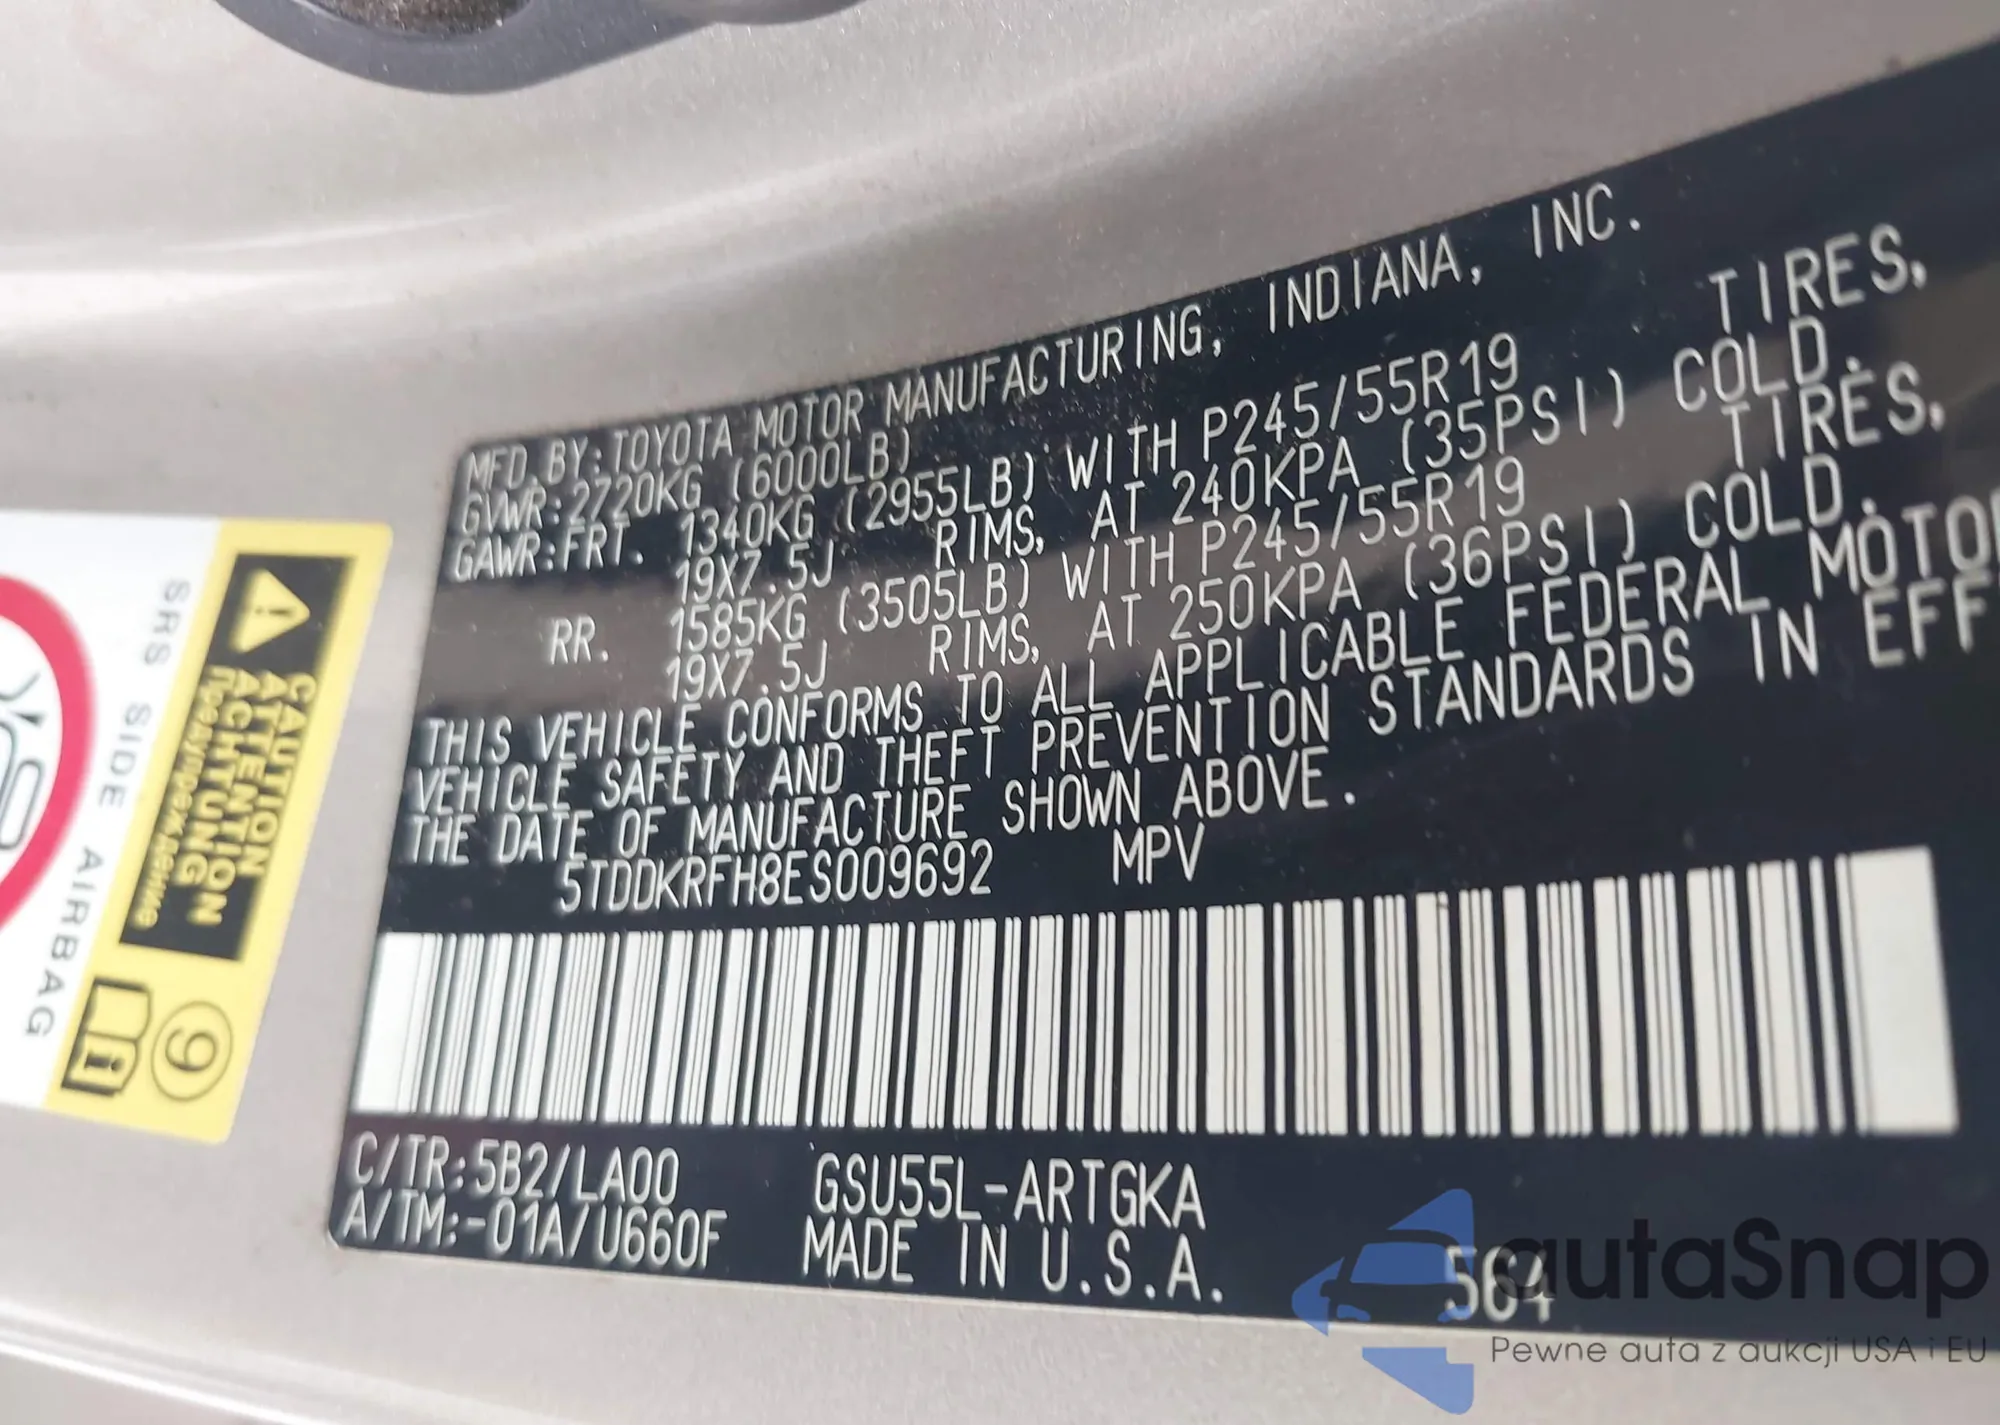 MFD. BY: TOYOTA MOTOR MANUFACTURING, INDIANA, INC.
GVWR: 2720KG (6000LB)
GAWR: FRT. 1340KG (2955LB) WITH P245/55R19 TIRES,
19X7.5J RIMS, AT 240KPA (35PSI) COLD.
RR. 1585KG (3505LB) WITH P245/55R19 TIRES,
19X7.5J RIMS, AT 250KPA (36PSI) COLD.
THIS VEHICLE CONFORMS TO ALL APPLICABLE FEDERAL MOTOR
VEHICLE SAFETY AND THEFT PREVENTION STANDARDS IN EFF
THE DATE OF MANUFACTURE SHOWN ABOVE.
5TDDKRFH8ES009692 MPV
C/TR: 5B2/LA00 GSU55L-ARTGKA
A/TM: -01A/U660F MADE IN U.S.A. 564
CAUTION
ATTENTION
ACHTUNG
Предупреждение
SRS SIDE AIRBAG
9
autaSnap
Pewne auta z aukcji USA i EU